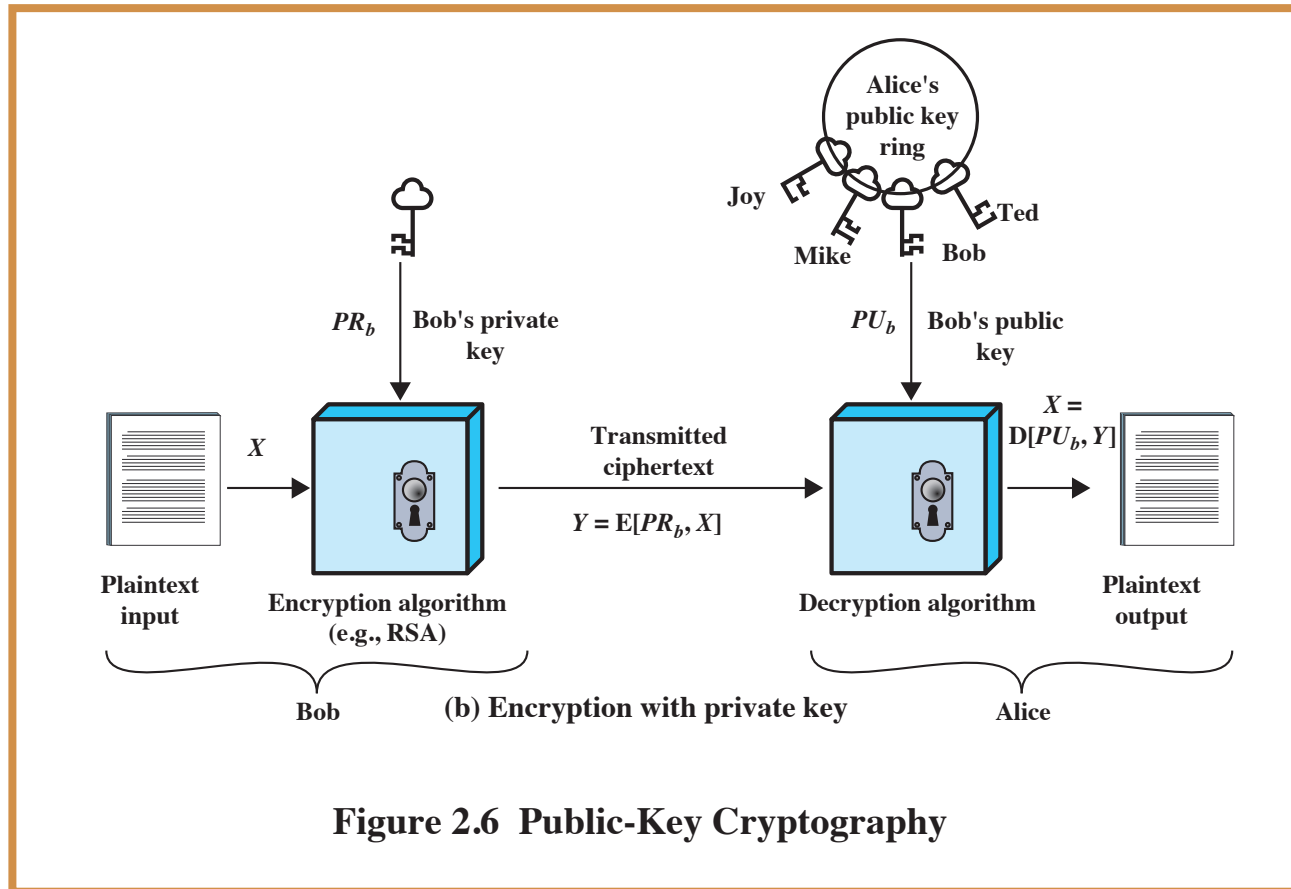 Alice's
public key
ring
Joy
Mike
Bob
Ted
PR_b
Bob's private
key
PU_b
Bob's public
key
X
Transmitted
ciphertext
Y = E[PR_b, X]
X =
D[PU_b, Y]
Plaintext
input
Encryption algorithm
(e.g., RSA)
Decryption algorithm
Plaintext
output
Bob
(b) Encryption with private key
Alice
Figure 2.6 Public-Key Cryptography